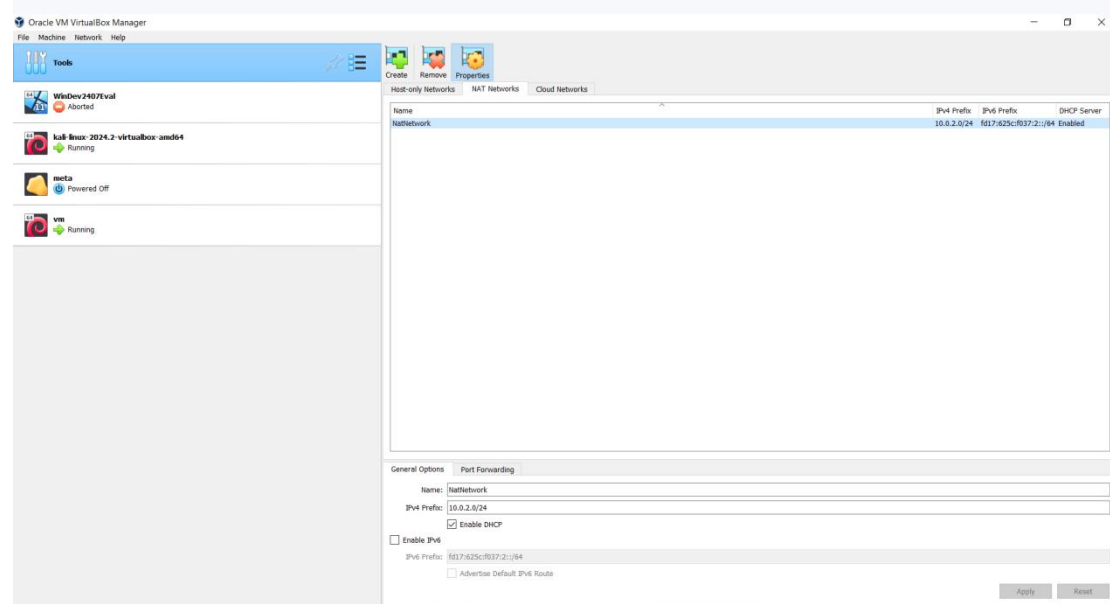 Oracle VM VirtualBox Manager
File Machine Network Help
Tools
WinDev2407Eval
Aborted
kali-linux-2024.2-virtualbox-amd64
Running
meta
Powered Off
vm
Running
Create Remove Properties
Host-only Networks NAT Networks Cloud Networks
Name IPv4 Prefix IPv6 Prefix DHCP Server
NatNetwork 10.0.2.0/24 fd17:625c:f037:2::/64 Enabled
General Options Port Forwarding
Name: NatNetwork
IPv4 Prefix: 10.0.2.0/24
Enable DHCP
Enable IPv6
IPv6 Prefix: fd17:625c:f037:2::/64
Advertise Default IPv6 Route
Apply Reset